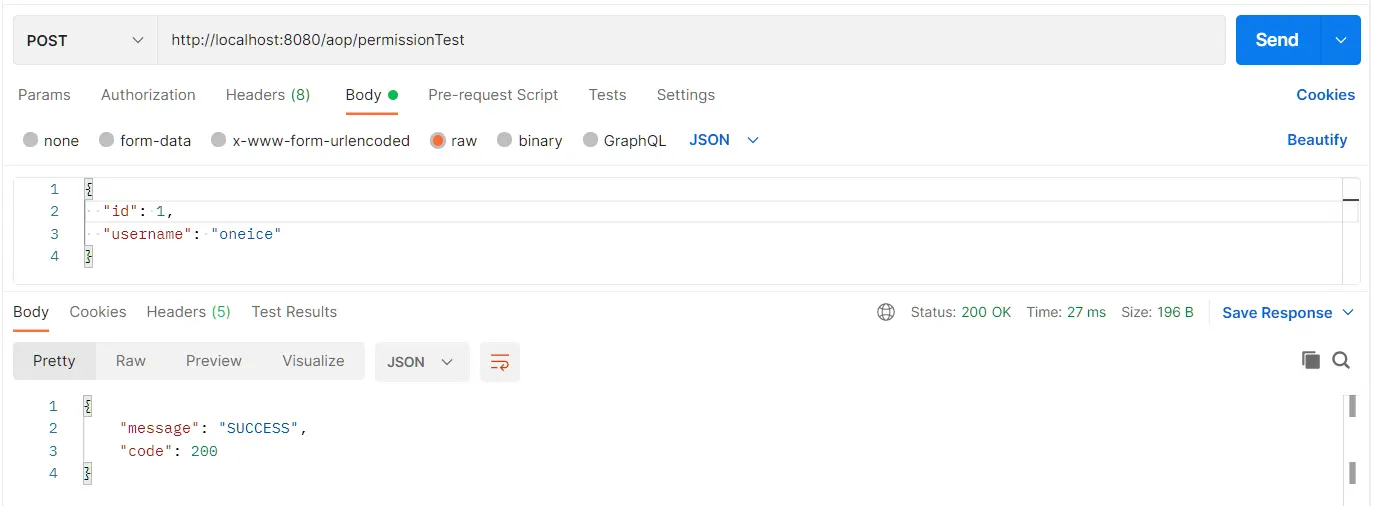 POST http://localhost:8080/aop/permissionTest Send
Params Authorization Headers (8) Body Pre-request Script Tests Settings Cookies
none form-data x-www-form-urlencoded raw binary GraphQL JSON Beautify
1 {
2 "id": 1,
3 "username": "oneice"
4 }
Body Cookies Headers (5) Test Results Status: 200 OK Time: 27 ms Size: 196 B Save Response
Pretty Raw Preview Visualize JSON
1 {
2 "message": "SUCCESS",
3 "code": 200
4 }